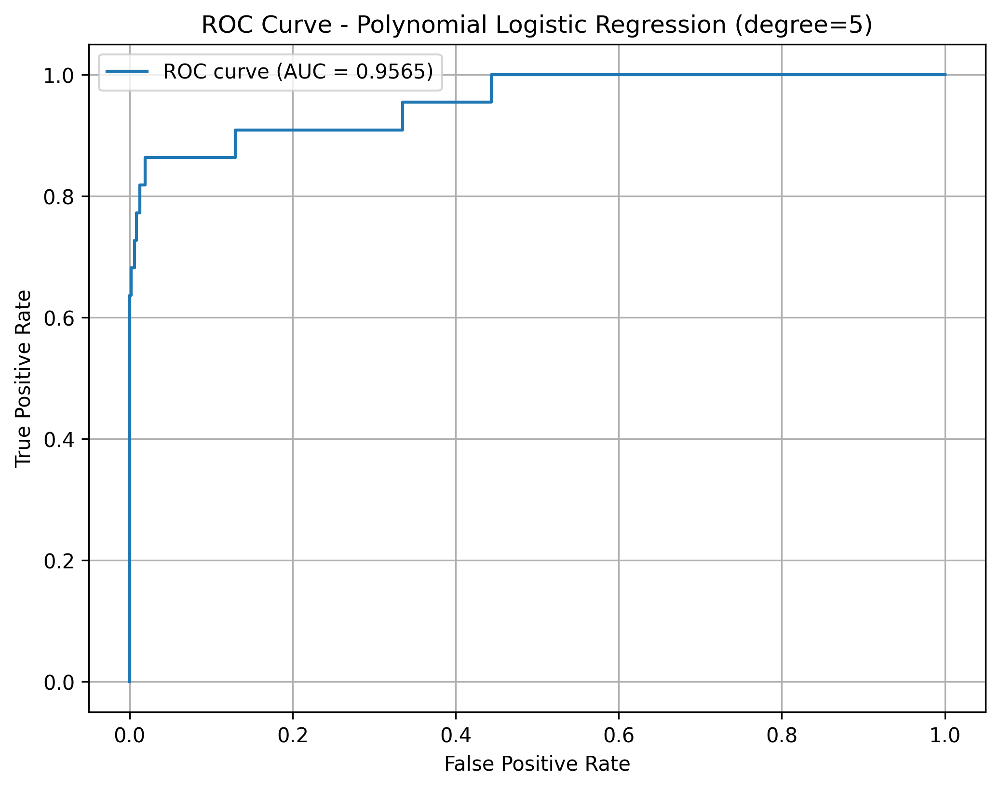 ROC Curve - Polynomial Logistic Regression (degree=5)
ROC curve (AUC = 0.9565)
True Positive Rate
1.0
0.8
0.6
0.4
0.2
0.0
0.0 0.2 0.4 0.6 0.8 1.0
False Positive Rate